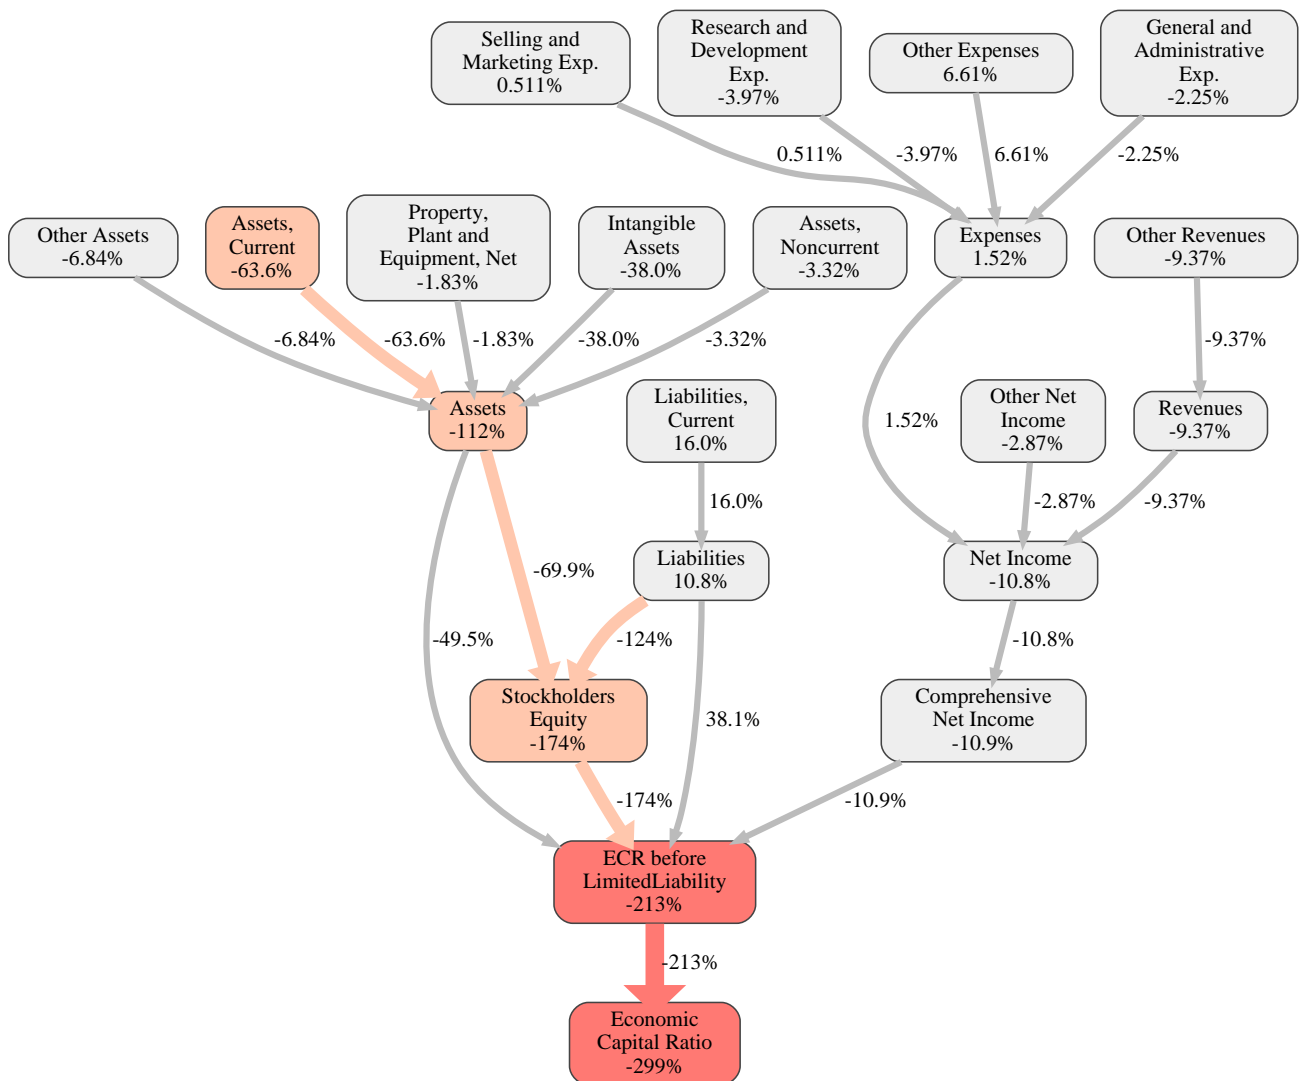 Selling and
Marketing Exp.
0.511%
Research and
Development
Exp.
-3.97%
Other Expenses
6.61%
General and
Administrative
Exp.
-2.25%
0.511%
-3.97%
6.61%
-2.25%
Other Assets
-6.84%
Assets,
Current
-63.6%
Property,
Plant and
Equipment, Net
-1.83%
Intangible
Assets
-38.0%
Assets,
Noncurrent
-3.32%
Expenses
1.52%
Other Revenues
-9.37%
-6.84%
-63.6%
-1.83%
-38.0%
-3.32%
-9.37%
Assets
-112%
Liabilities,
Current
16.0%
1.52%
Other Net
Income
-2.87%
Revenues
-9.37%
16.0%
-2.87%
-9.37%
-69.9%
Liabilities
10.8%
Net Income
-10.8%
-49.5%
-124%
-10.8%
Stockholders
Equity
-174%
38.1%
Comprehensive
Net Income
-10.9%
-174%
-10.9%
ECR before
LimitedLiability
-213%
-213%
Economic
Capital Ratio
-299%